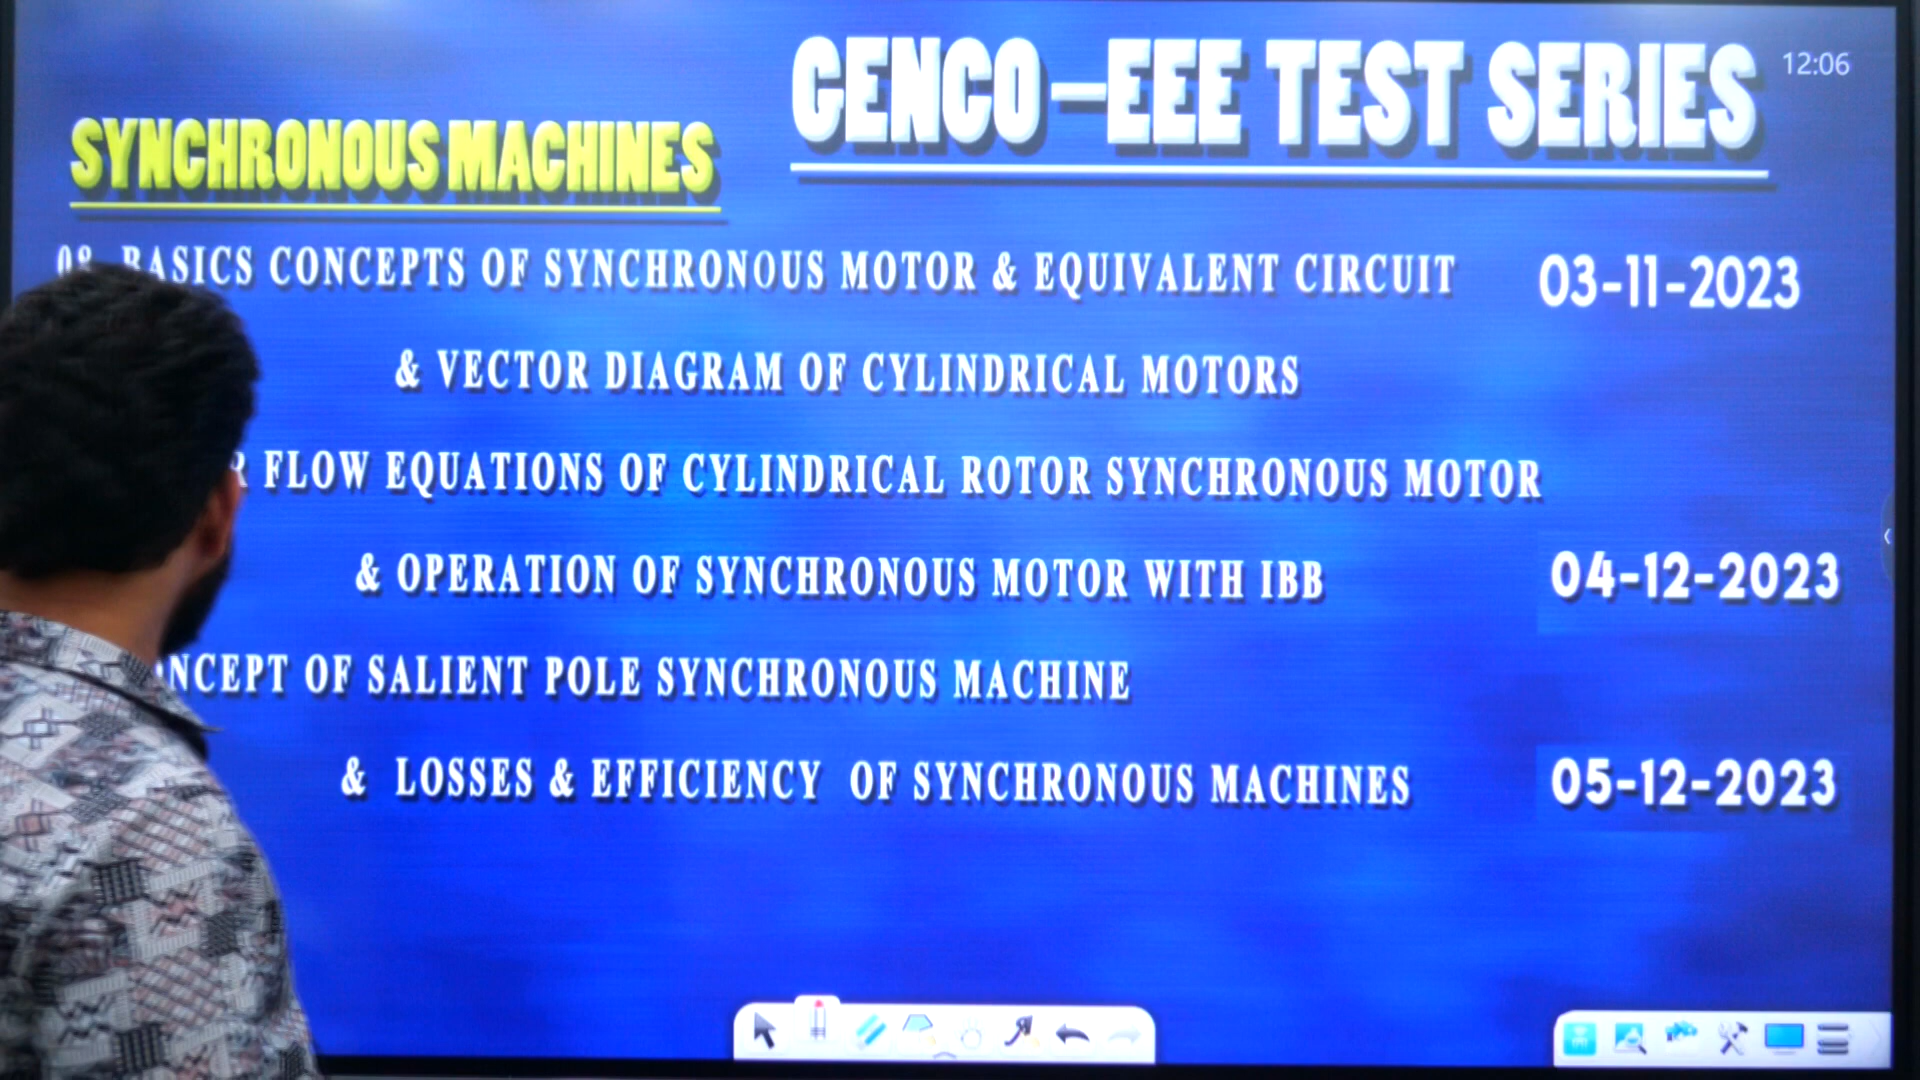 GENCO–EEE TEST SERIES
12:06
SYNCHRONOUS MACHINES
08 BASICS CONCEPTS OF SYNCHRONOUS MOTOR & EQUIVALENT CIRCUIT 03-11-2023
& VECTOR DIAGRAM OF CYLINDRICAL MOTORS
FLOW EQUATIONS OF CYLINDRICAL ROTOR SYNCHRONOUS MOTOR
& OPERATION OF SYNCHRONOUS MOTOR WITH IBB 04-12-2023
OF SALIENT POLE SYNCHRONOUS MACHINE
& LOSSES & EFFICIENCY OF SYNCHRONOUS MACHINES 05-12-2023